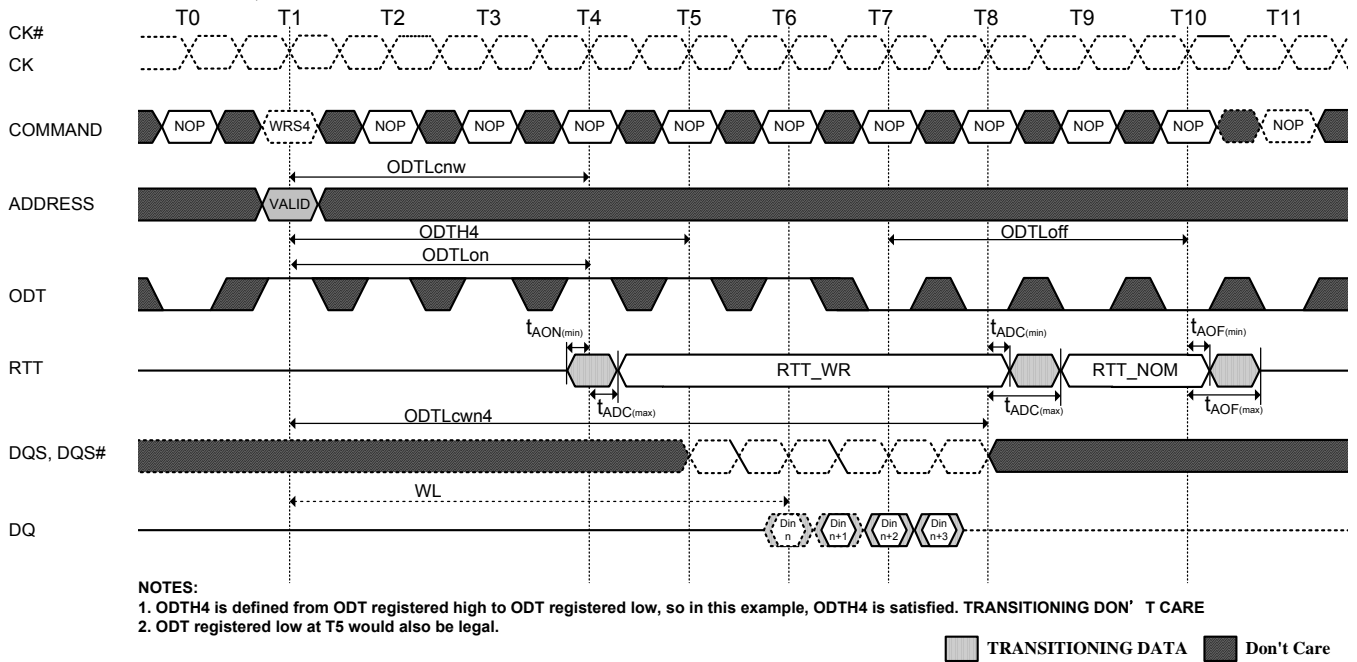 T0 T1 T2 T3 T4 T5 T6 T7 T8 T9 T10 T11
CK#
CK
COMMAND
NOP WRS4 NOP NOP NOP NOP NOP NOP NOP NOP NOP NOP
ODTLcnw
ADDRESS
VALID
ODTH4
ODTLoff
ODTLon
ODT
tAON(min)
tADC(min)
tAOF(min)
RTT
RTT_WR
RTT_NOM
tADC(max)
tADC(max)
tAOF(max)
ODTLcwn4
DQS, DQS#
WL
DQ
Din n Din n+1 Din n+2 Din n+3
NOTES:
1. ODTH4 is defined from ODT registered high to ODT registered low, so in this example, ODTH4 is satisfied. TRANSITIONING DON’ T CARE
2. ODT registered low at T5 would also be legal.
TRANSITIONING DATA
Don't Care